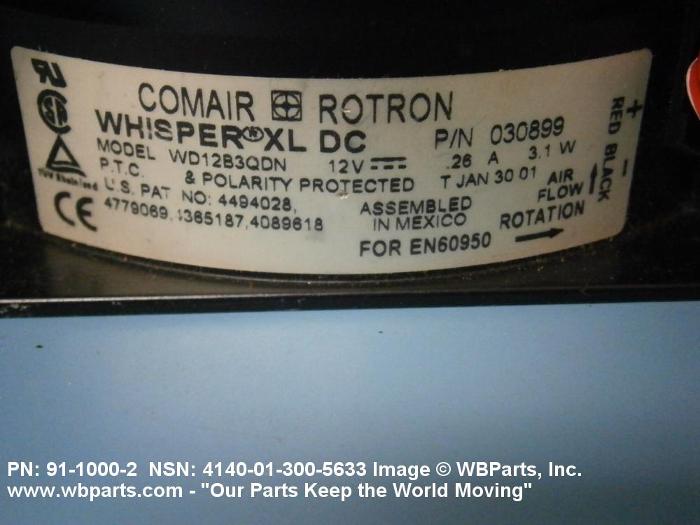 COMAIR ROTRON
WHISPER® XL DC P/N 030899
MODEL WD12B3QDN 12V .26 A 3.1 W
P.T.C. & POLARITY PROTECTED T JAN 30 01
U.S. PAT NO: 4494028,
4779069, 4365187,4089618
ASSEMBLED
IN MEXICO
FOR EN60950
AIR
FLOW
ROTATION
+ -
RED BLACK
TUV Rheinland
CE
PN: 91-1000-2 NSN: 4140-01-300-5633 Image © WBParts, Inc.
www.wbparts.com - "Our Parts Keep the World Moving"